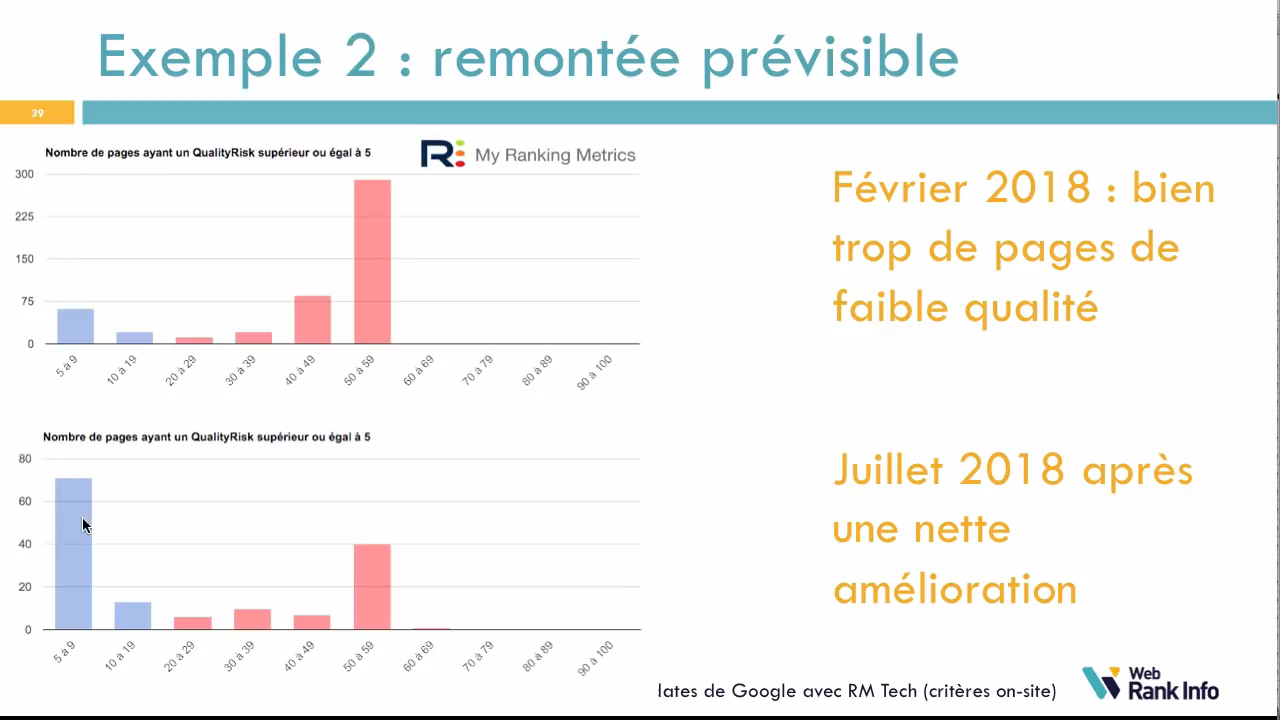 Exemple 2 : remontée prévisible
39
Nombre de pages ayant un QualityRisk supérieur ou égal à 5
My Ranking Metrics
300
225
150
75
0
5 à 9
10 à 19
20 à 29
30 à 39
40 à 49
50 à 59
60 à 69
70 à 79
80 à 89
90 à 100
Février 2018 : bien
trop de pages de
faible qualité
Nombre de pages ayant un QualityRisk supérieur ou égal à 5
80
60
40
20
0
5 à 9
10 à 19
20 à 29
30 à 39
40 à 49
50 à 59
60 à 69
70 à 79
80 à 89
90 à 100
Juillet 2018 après
une nette
amélioration
de Google avec RM Tech (critères on-site)
Web
Rank Info